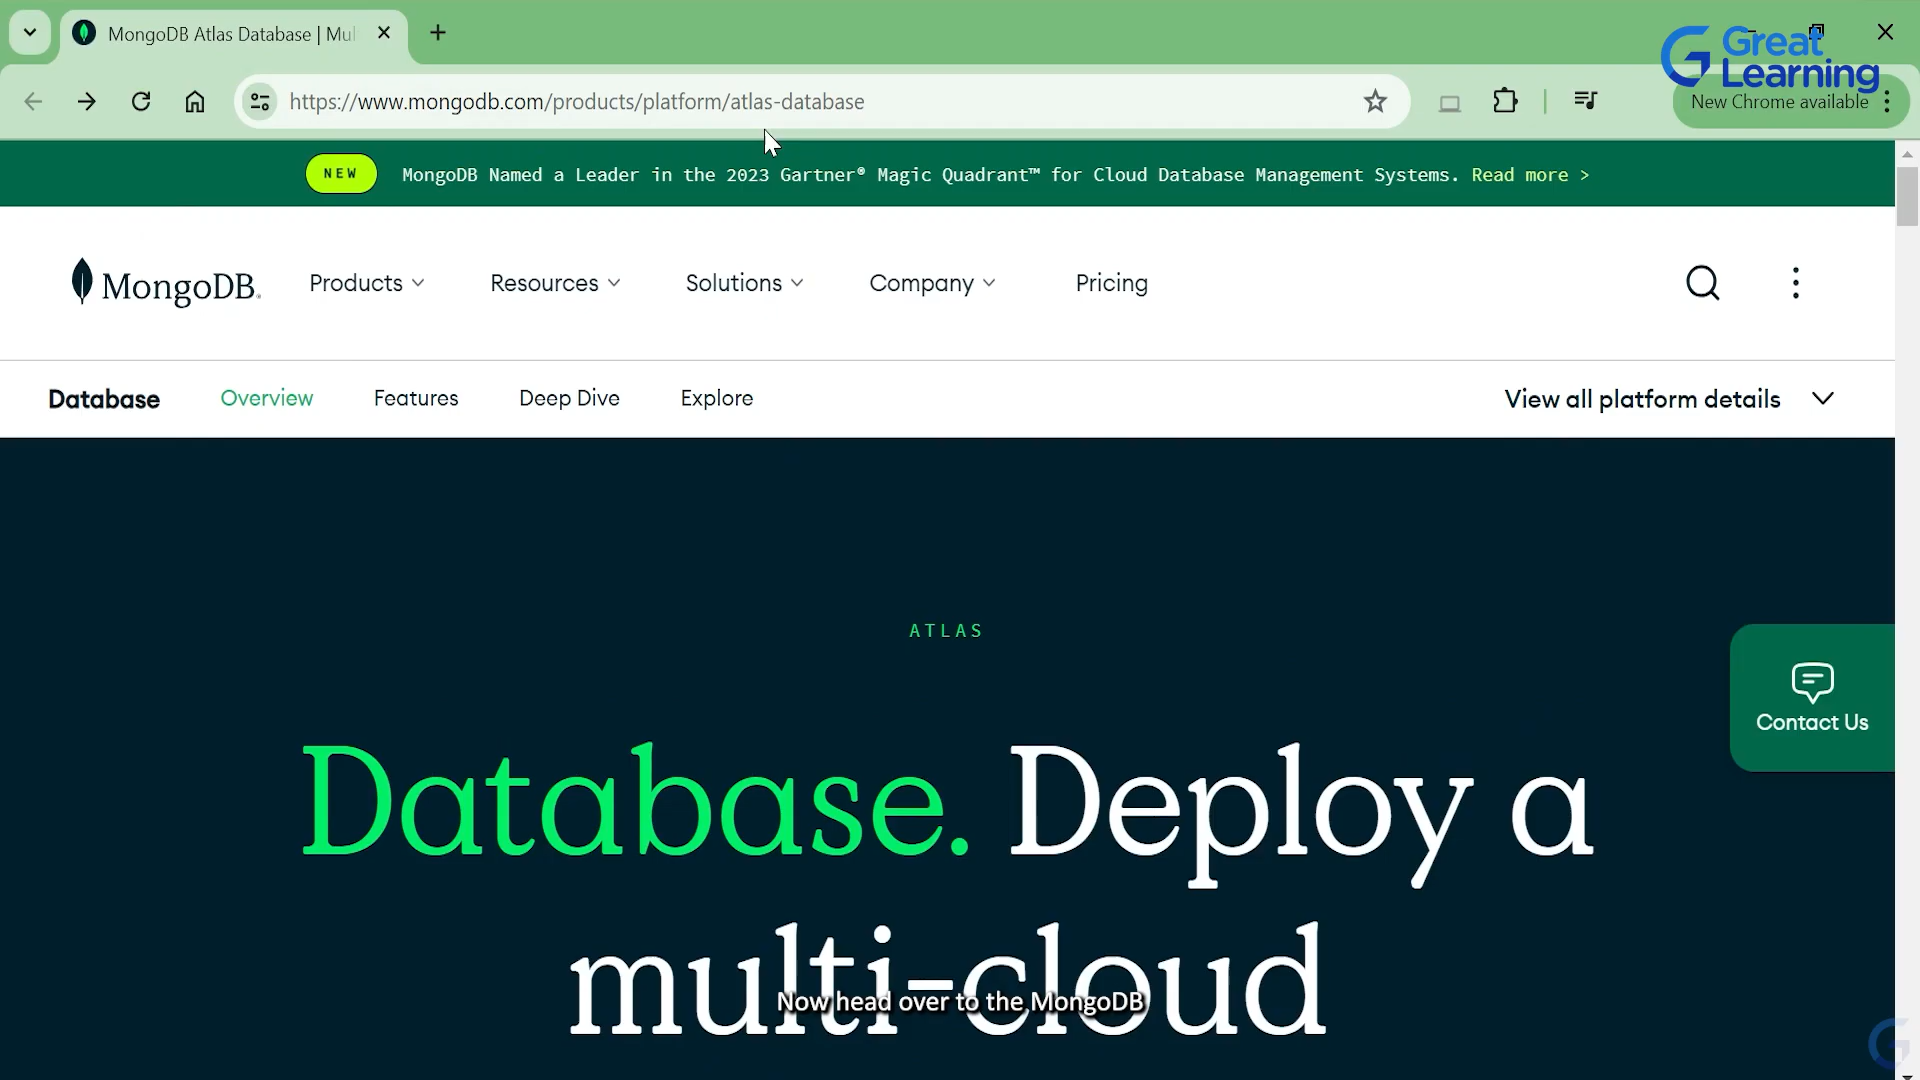 MongoDB Atlas Database | Mul
Great
Learning
https://www.mongodb.com/products/platform/atlas-database
New Chrome available
NEW
MongoDB Named a Leader in the 2023 Gartner® Magic Quadrant™ for Cloud Database Management Systems. Read more >
MongoDB.
Products
Resources
Solutions
Company
Pricing
Database
Overview
Features
Deep Dive
Explore
View all platform details
ATLAS
Contact Us
Database. Deploy a
multi-cloud
Now head over to the MongoDB